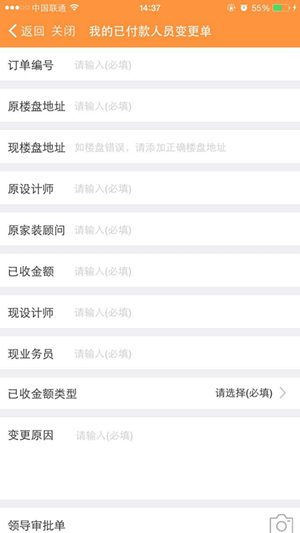 中国联通 14:37 55%
返回 关闭 我的已付款人员变更单
订单编号 请输入(必填)
原楼盘地址 请输入(必填)
现楼盘地址 如楼盘错误，请添加正确楼盘地址
原设计师 请输入(必填)
原家装顾问 请输入(必填)
已收金额 请输入(必填)
现设计师 请输入(必填)
现业务员 请输入(必填)
已收金额类型 请选择(必填)
变更原因 请输入(必填)
领导审批单